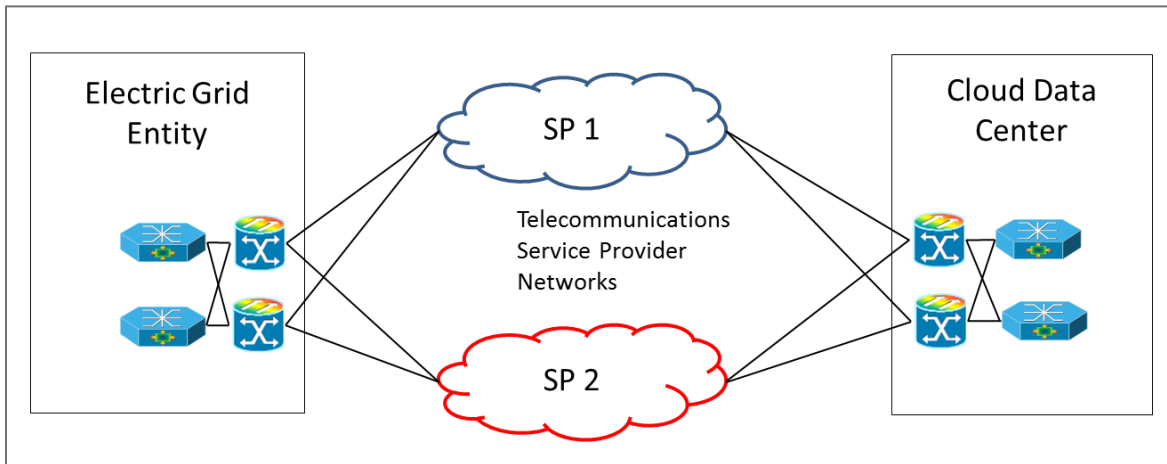 Electric Grid
Entity
SP 1
Cloud Data
Center
Telecommunications
Service Provider
Networks
SP 2